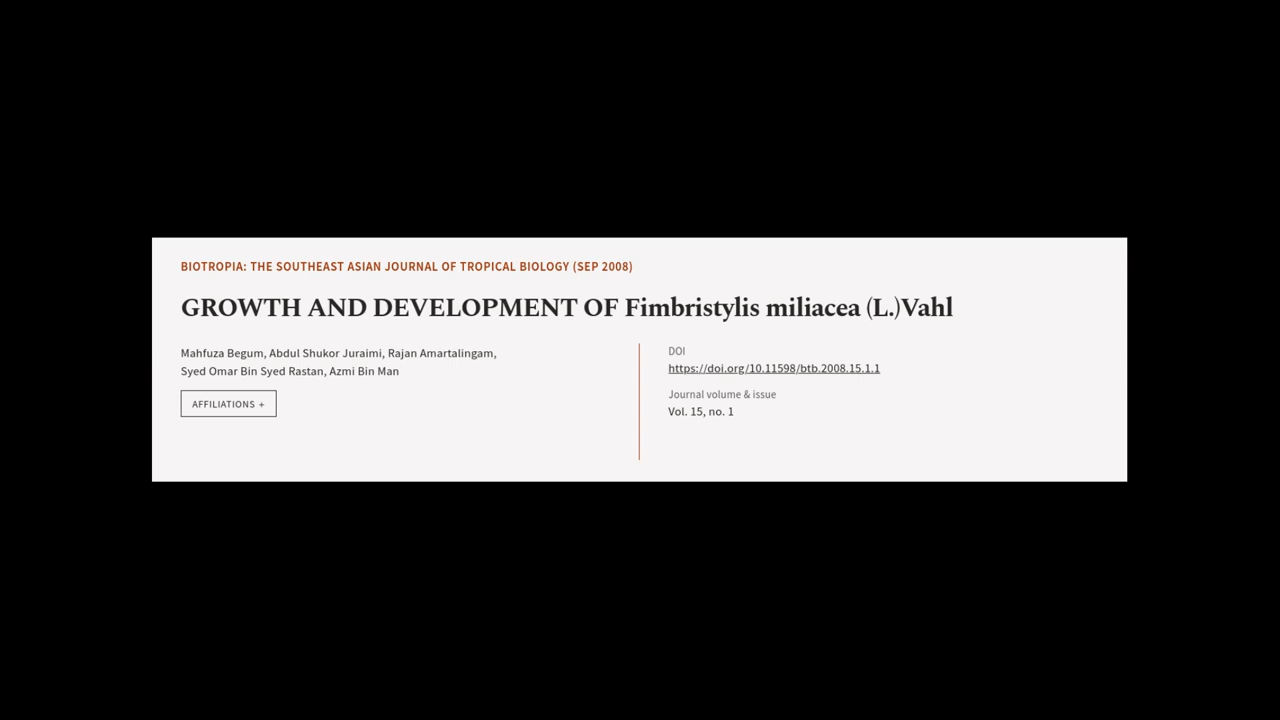 BIOTROPIA: THE SOUTHEAST ASIAN JOURNAL OF TROPICAL BIOLOGY (SEP 2008)
GROWTH AND DEVELOPMENT OF Fimbristylis miliacea (L.)Vahl
Mahfuza Begum, Abdul Shukor Juraimi, Rajan Amartalingam,
Syed Omar Bin Syed Rastan, Azmi Bin Man
AFFILIATIONS +
DOI
https://doi.org/10.11598/btb.2008.15.1.1
Journal volume & issue
Vol. 15, no. 1